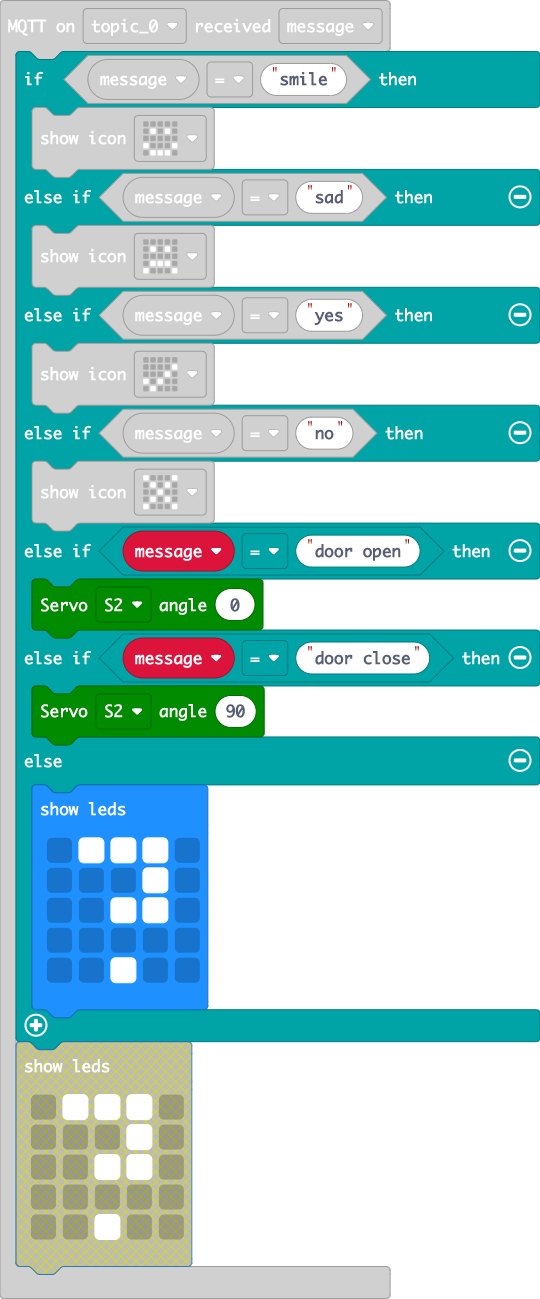 MQTT on topic_0 received message
if message = "smile" then
show icon
else if message = "sad" then
show icon
else if message = "yes" then
show icon
else if message = "no" then
show icon
else if message = "door open" then
Servo S2 angle 0
else if message = "door close" then
Servo S2 angle 90
else
show leds
show leds